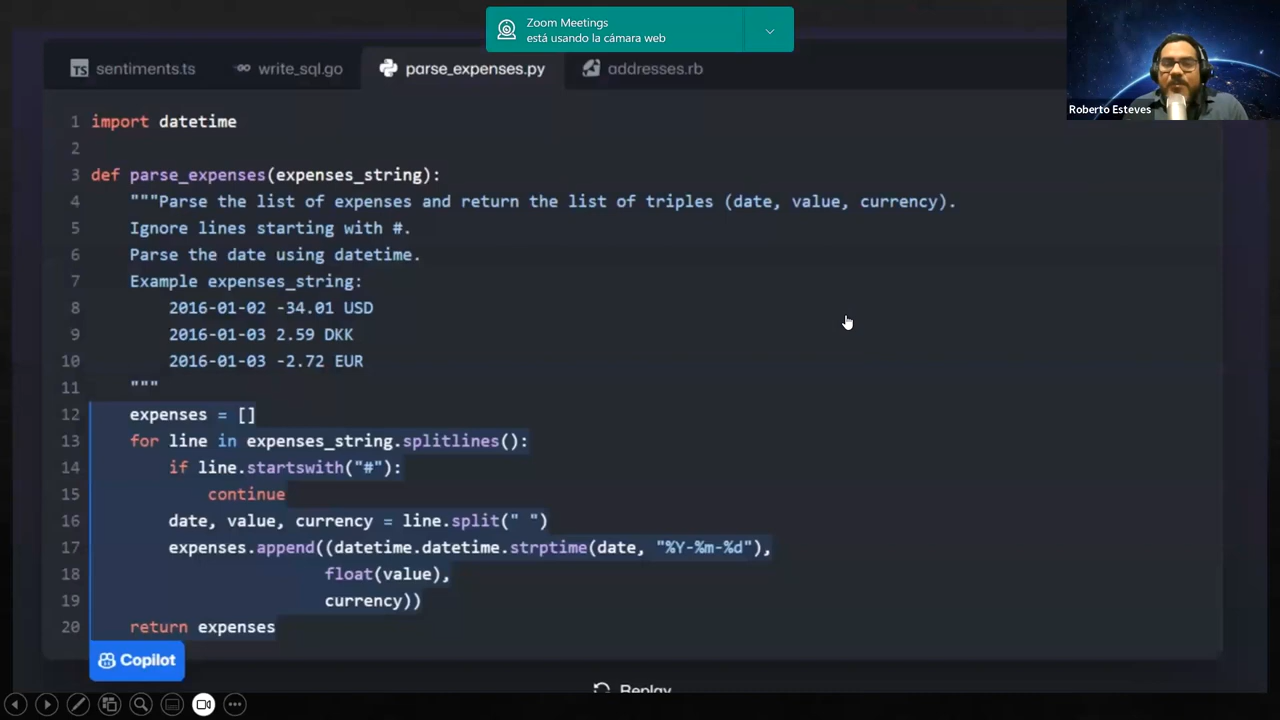 Zoom Meetings
está usando la cámara web
Roberto Esteves
TS sentiments.ts
write_sql.go
parse_expenses.py
addresses.rb
1 import datetime
2
3 def parse_expenses(expenses_string):
4     """Parse the list of expenses and return the list of triples (date, value, currency).
5     Ignore lines starting with #.
6     Parse the date using datetime.
7     Example expenses_string:
8         2016-01-02 -34.01 USD
9         2016-01-03 2.59 DKK
10         2016-01-03 -2.72 EUR
11     """
12     expenses = []
13     for line in expenses_string.splitlines():
14         if line.startswith("#"):
15             continue
16         date, value, currency = line.split(" ")
17         expenses.append((datetime.datetime.strptime(date, "%Y-%m-%d"),
18                         float(value),
19                         currency))
20     return expenses
Copilot
Replay